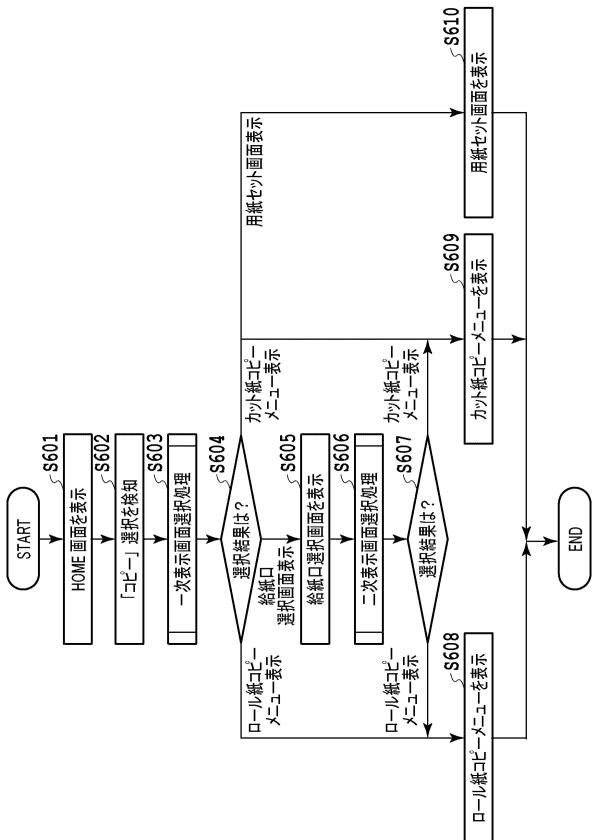 START
S601
HOME 画面を表示
S602
「コピー」選択を検知
S603
一次表示画面選択処理
S604
選択結果は？
ロール紙コピー
メニュー表示
給紙口
選択画面表示
カット紙コピー
メニュー表示
用紙セット画面表示
S605
給紙口選択画面を表示
S606
二次表示画面選択処理
S607
選択結果は？
ロール紙コピー
メニュー表示
カット紙コピー
メニュー表示
S608
ロール紙コピーメニューを表示
S609
カット紙コピーメニューを表示
S610
用紙セット画面を表示
END